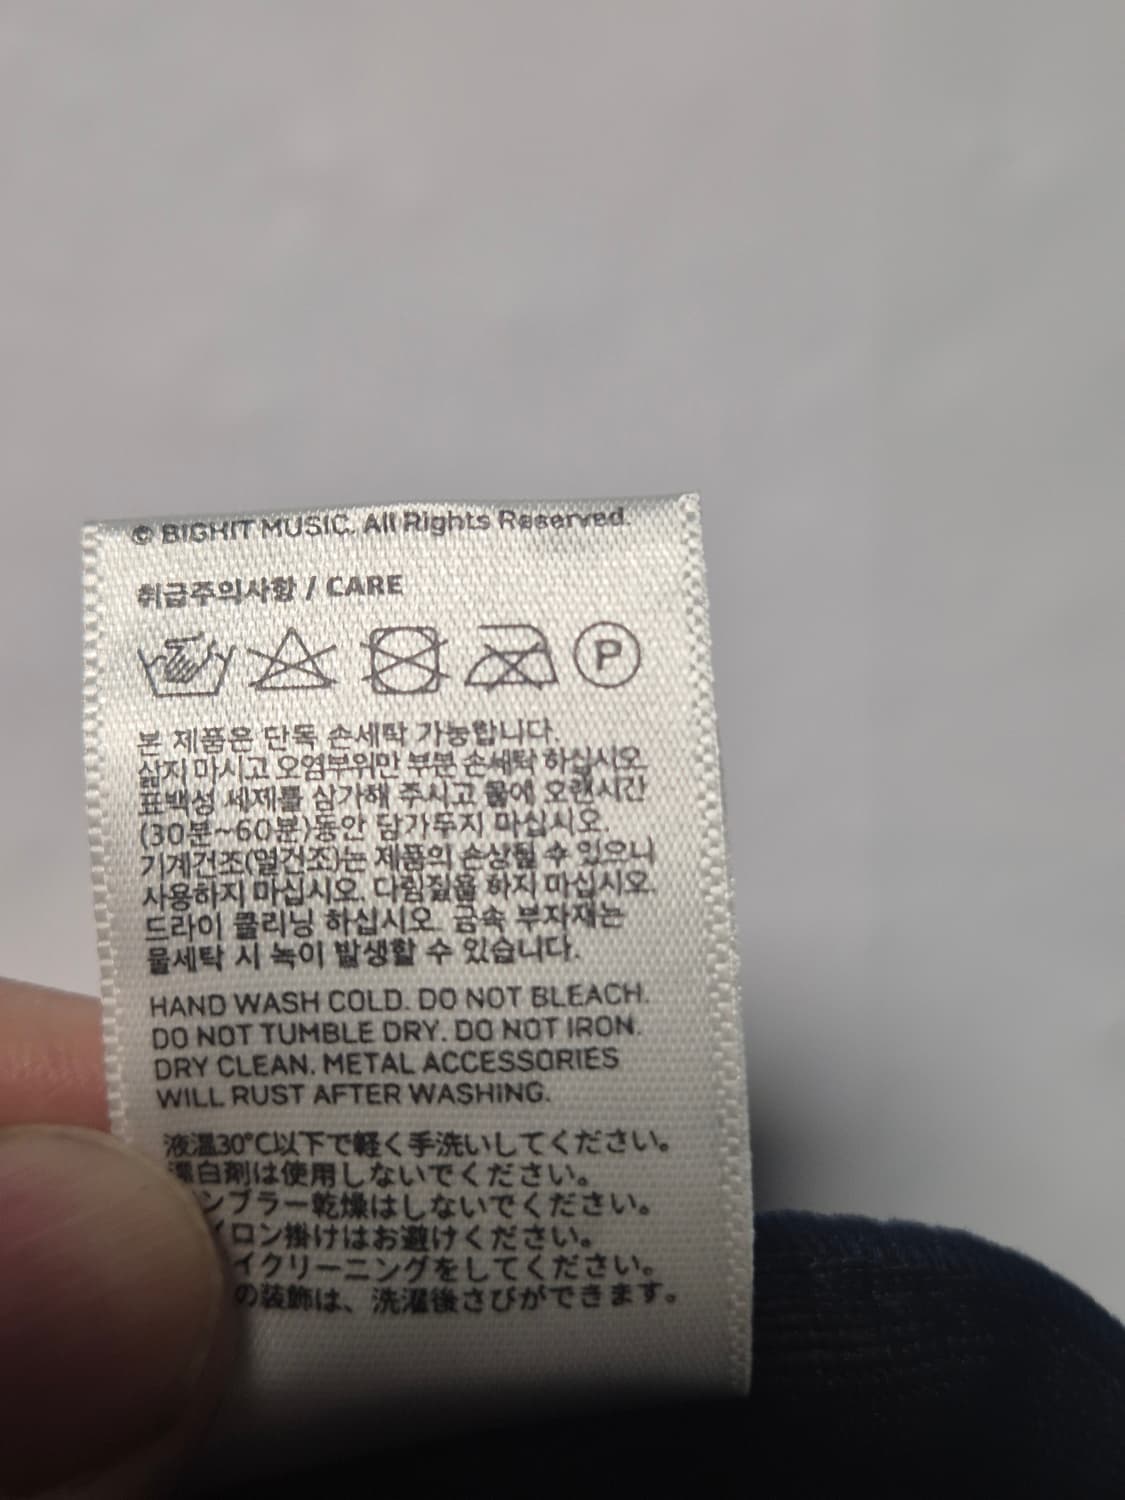 © BIGHIT MUSIC. All Rights Reserved.
취급주의사항 / CARE
P
본 제품은 단독 손세탁 가능합니다.
삶지 마시고 오염부위만 부분 손세탁 하십시오.
표백성 세제를 삼가해 주시고 물에 오랜시간
(30분~60분)동안 담가두지 마십시오.
기계건조(열건조)는 제품의 손상될 수 있으니
사용하지 마십시오. 다림질을 하지 마십시오.
드라이 클리닝 하십시오. 금속 부자재는
물세탁 시 녹이 발생할 수 있습니다.
HAND WASH COLD. DO NOT BLEACH.
DO NOT TUMBLE DRY. DO NOT IRON.
DRY CLEAN. METAL ACCESSORIES
WILL RUST AFTER WASHING.
液温30℃以下で軽く手洗いしてください。
漂白剤は使用しないでください。
ンブラー乾燥はしないでください。
イロン掛けはお避けください。
イクリーニングをしてください。
の装飾は、洗濯後さびができます。